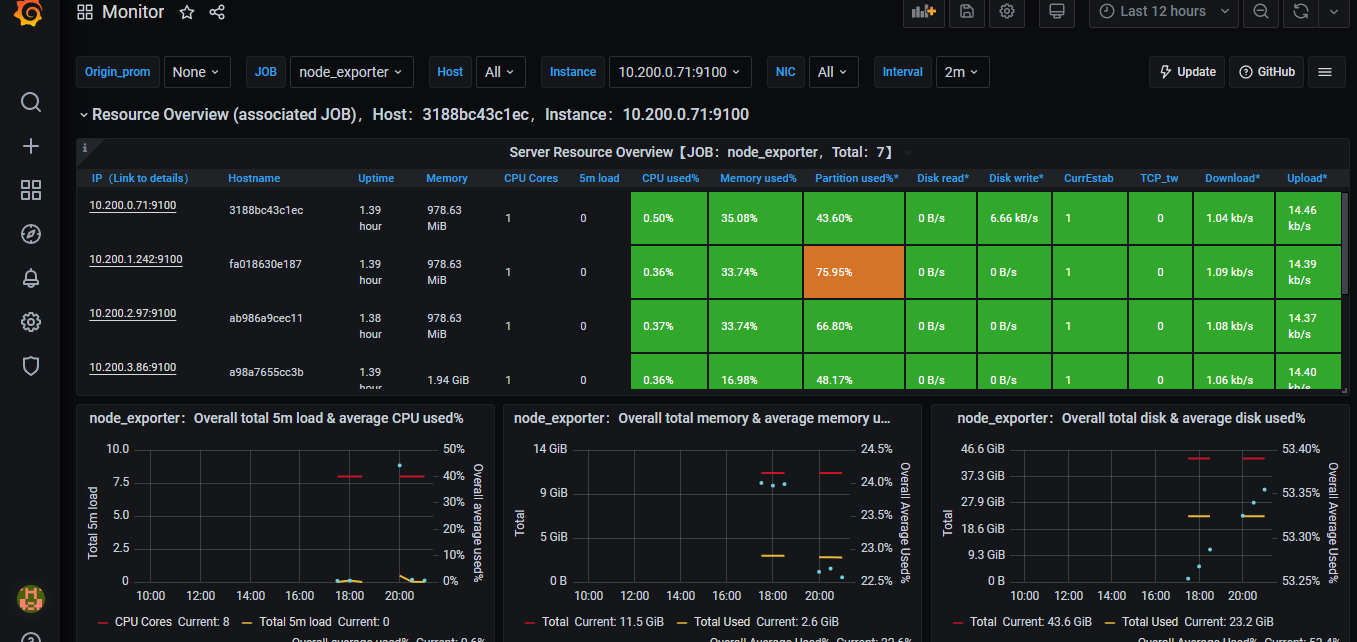 Monitor
Last 12 hours
Origin_prom None JOB node_exporter Host All Instance 10.200.0.71:9100 NIC All Interval 2m Update GitHub
Resource Overview (associated JOB)，Host：3188bc43c1ec，Instance：10.200.0.71:9100
i
Server Resource Overview【JOB：node_exporter，Total：7】
IP（Link to details） Hostname Uptime Memory CPU Cores 5m load CPU used% Memory used% Partition used%* Disk read* Disk write* CurrEstab TCP_tw Download* Upload*
10.200.0.71:9100 3188bc43c1ec 1.39 hour 978.63 MiB 1 0 0.50% 35.08% 43.60% 0 B/s 6.66 kB/s 1 0 1.04 kb/s 14.46 kb/s
10.200.1.242:9100 fa018630e187 1.39 hour 978.63 MiB 1 0 0.36% 33.74% 75.95% 0 B/s 0 B/s 1 0 1.09 kb/s 14.39 kb/s
10.200.2.97:9100 ab986a9cec11 1.38 hour 978.63 MiB 1 0 0.37% 33.74% 66.80% 0 B/s 0 B/s 1 0 1.08 kb/s 14.37 kb/s
10.200.3.86:9100 a98a7655cc3b 1.39 hour 1.94 GiB 1 0 0.36% 16.98% 48.17% 0 B/s 0 B/s 1 0 1.06 kb/s 14.40 kb/s
node_exporter：Overall total 5m load & average CPU used%
10.0 50%
40%
7.5
30%
5.0
20%
2.5
10%
0 0%
Total 5m load
Overall average used%
10:00 12:00 14:00 16:00 18:00 20:00
CPU Cores Current: 8 Total 5m load Current: 0
Overall average used% Current: 0.6%
node_exporter：Overall total memory & average memory u...
14 GiB 24.5%
24.0%
9 GiB
23.5%
5 GiB
23.0%
0 B 22.5%
Total
Overall Average Used%
10:00 12:00 14:00 16:00 18:00 20:00
Total Current: 11.5 GiB Total Used Current: 2.6 GiB
Overall Average Used% Current: 22.6%
node_exporter：Overall total disk & average disk used%
46.6 GiB 53.40%
37.3 GiB
53.35%
27.9 GiB
18.6 GiB
53.30%
9.3 GiB
0 B 53.25%
Total
Overall Average Used%
10:00 12:00 14:00 16:00 18:00 20:00
Total Current: 43.6 GiB Total Used Current: 23.2 GiB
Overall Average Used% Current: 53.4%